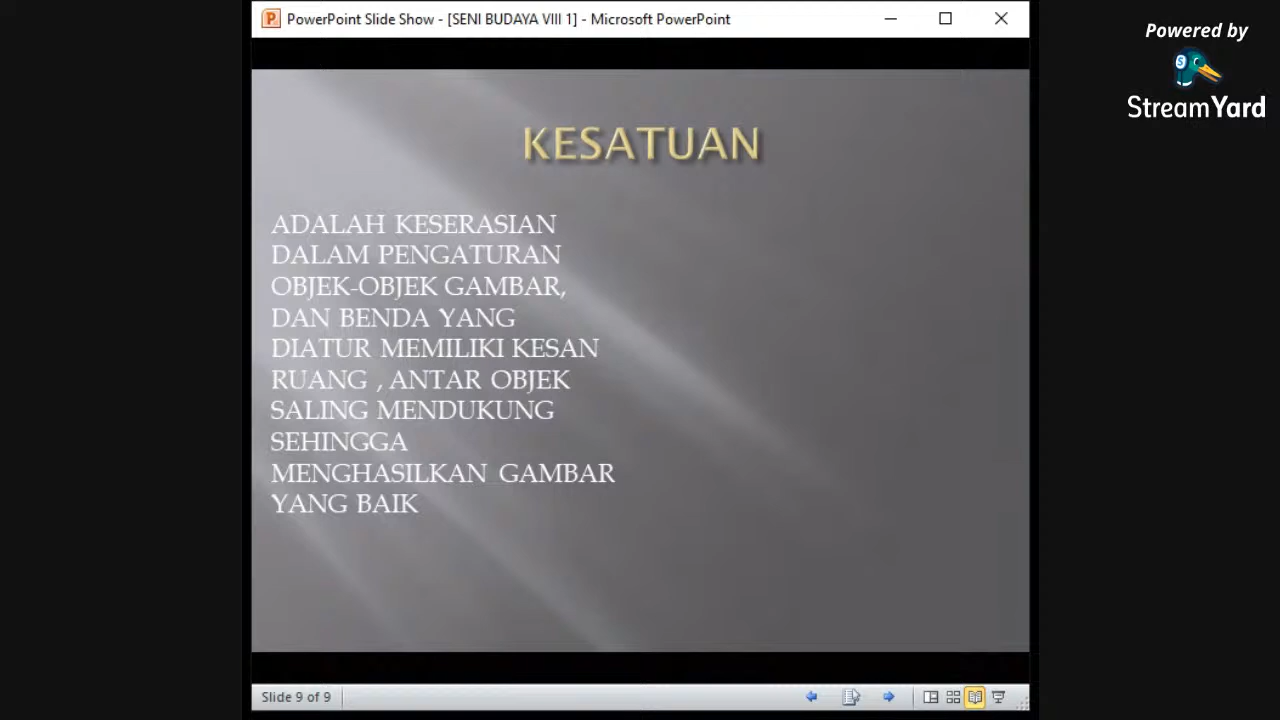 PowerPoint Slide Show - [SENI BUDAYA VIII 1] - Microsoft PowerPoint
Powered by
StreamYard
KESATUAN
ADALAH KESERASIAN
DALAM PENGATURAN
OBJEK-OBJEK GAMBAR,
DAN BENDA YANG
DIATUR MEMILIKI KESAN
RUANG , ANTAR OBJEK
SALING MENDUKUNG
SEHINGGA
MENGHASILKAN GAMBAR
YANG BAIK
Slide 9 of 9